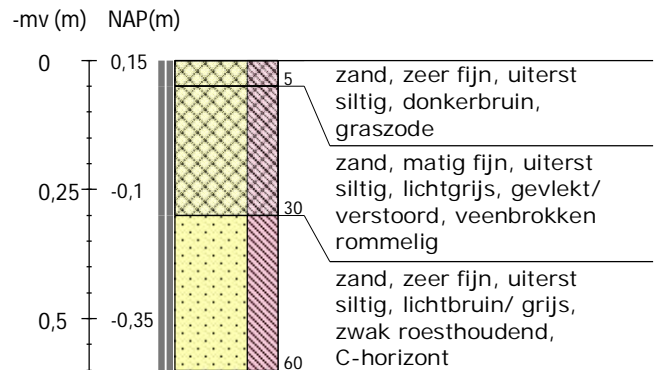 -mv (m) NAP(m)
0 0,15
5
zand, zeer fijn, uiterst
siltig, donkerbruin,
graszode
zand, matig fijn, uiterst
siltig, lichtgrijs, gevlekt/
verstoord, veenbrokken
rommelig
0,25 -0,1
30
zand, zeer fijn, uiterst
siltig, lichtbruin/ grijs,
zwak roesthoudend,
C-horizont
0,5 -0,35
60